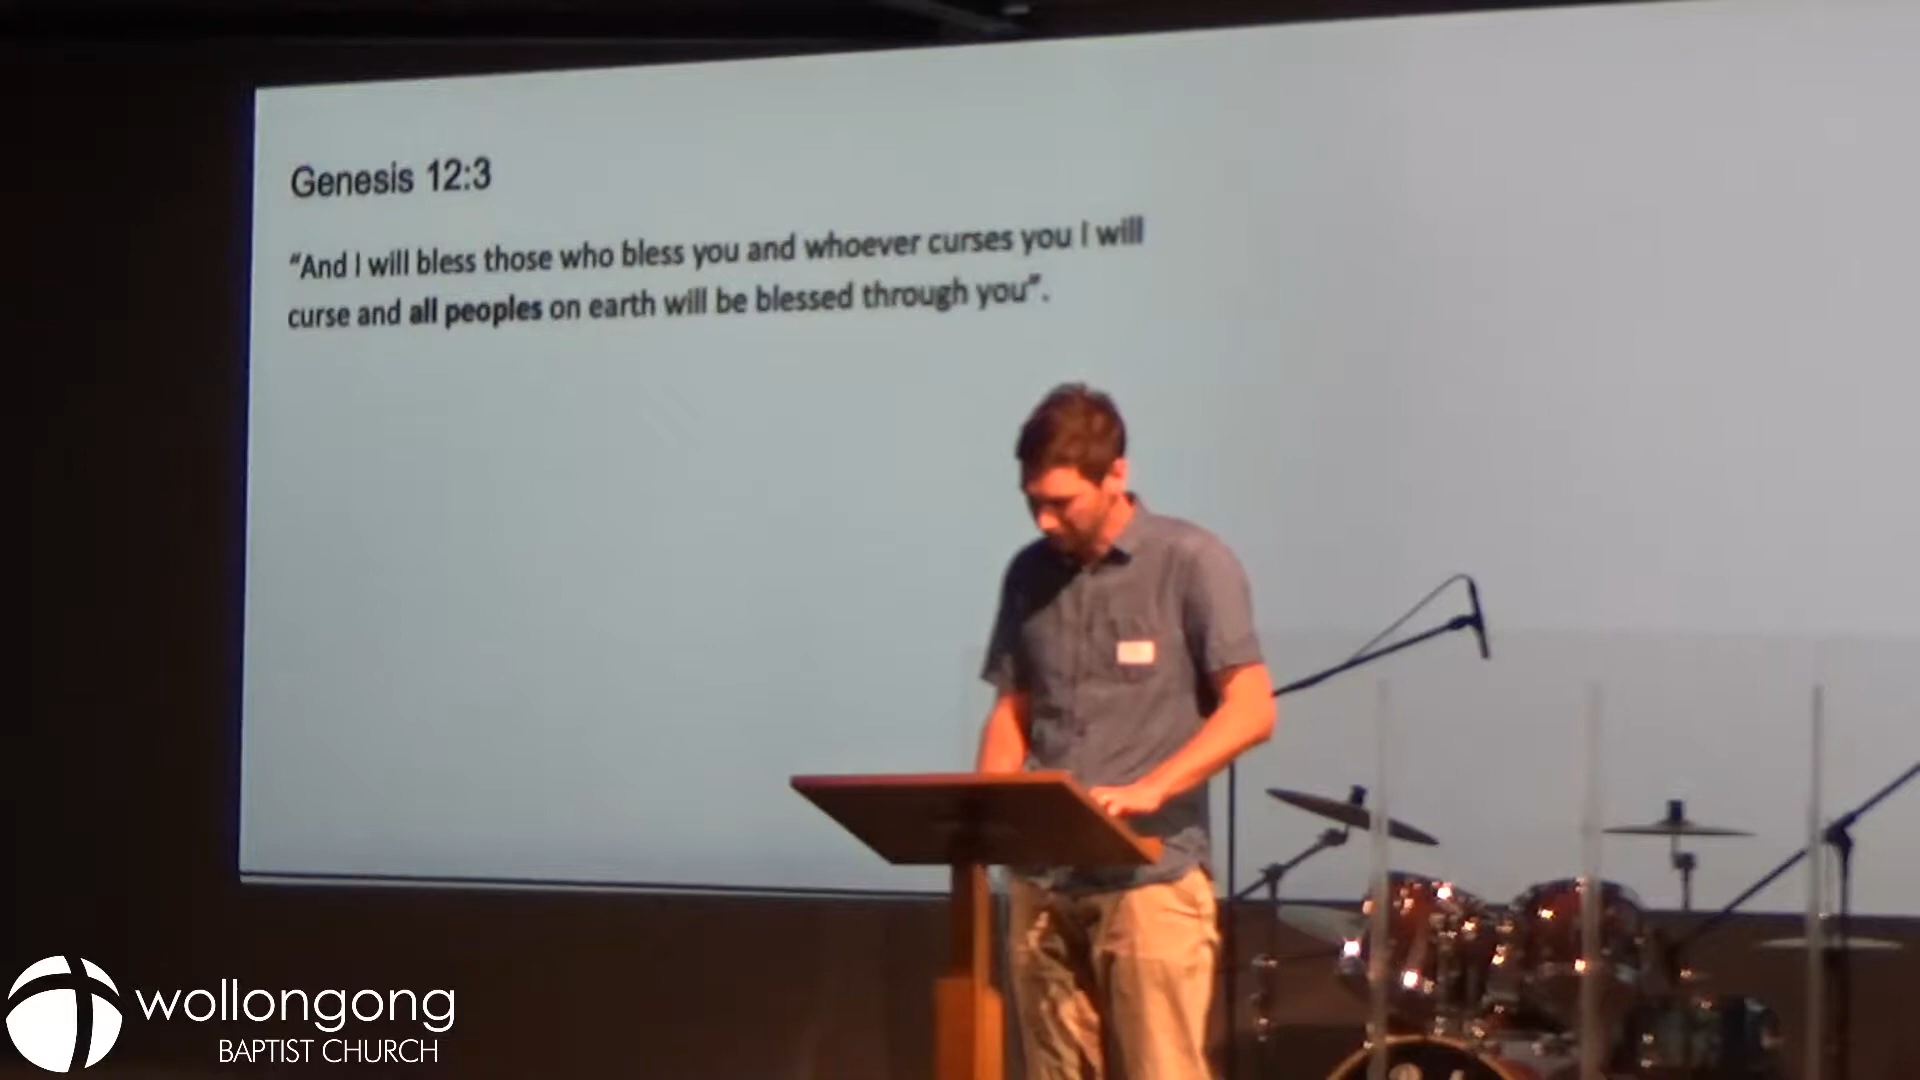 Genesis 12:3
“And I will bless those who bless you and whoever curses you I will
curse and all peoples on earth will be blessed through you”.
wollongong
BAPTIST CHURCH